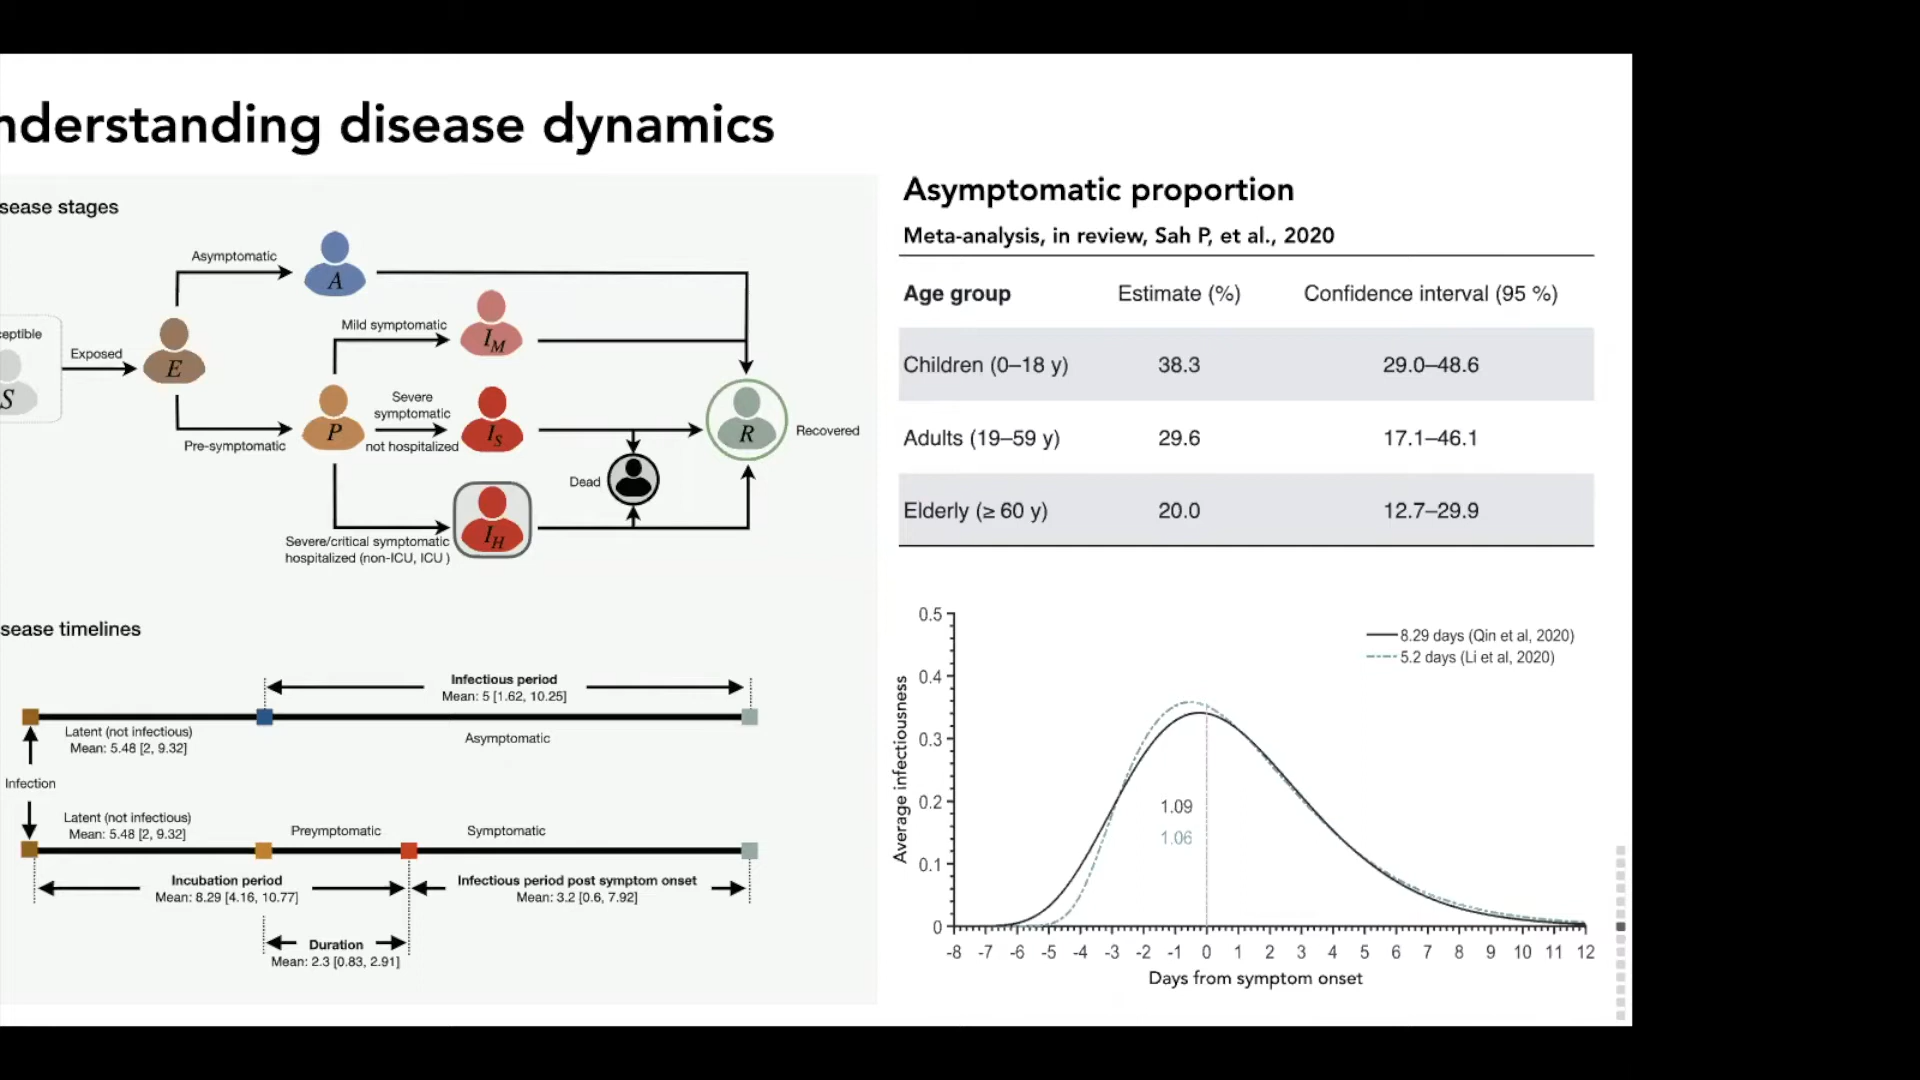 nderstanding disease dynamics
sease stages
Asymptomatic
A
Mild symptomatic
I_M
ceptible
S
Exposed
E
Severe
symptomatic
P
I_S
R
Recovered
Pre-symptomatic
not hospitalized
Dead
I_H
Severe/critical symptomatic
hospitalized (non-ICU, ICU )
sease timelines
Infectious period
Mean: 5 [1.62, 10.25]
Latent (not infectious)
Mean: 5.48 [2, 9.32]
Asymptomatic
Infection
Latent (not infectious)
Mean: 5.48 [2, 9.32]
Preymptomatic
Symptomatic
Incubation period
Mean: 8.29 [4.16, 10.77]
Infectious period post symptom onset
Mean: 3.2 [0.6, 7.92]
Duration
Mean: 2.3 [0.83, 2.91]
Asymptomatic proportion
Meta-analysis, in review, Sah P, et al., 2020
Age group Estimate (%) Confidence interval (95 %)
Children (0–18 y) 38.3 29.0–48.6
Adults (19–59 y) 29.6 17.1–46.1
Elderly (≥ 60 y) 20.0 12.7–29.9
8.29 days (Qin et al, 2020)
5.2 days (Li et al, 2020)
Average infectiousness
0.5
0.4
0.3
0.2
0.1
0
1.09
1.06
-8 -7 -6 -5 -4 -3 -2 -1 0 1 2 3 4 5 6 7 8 9 10 11 12
Days from symptom onset